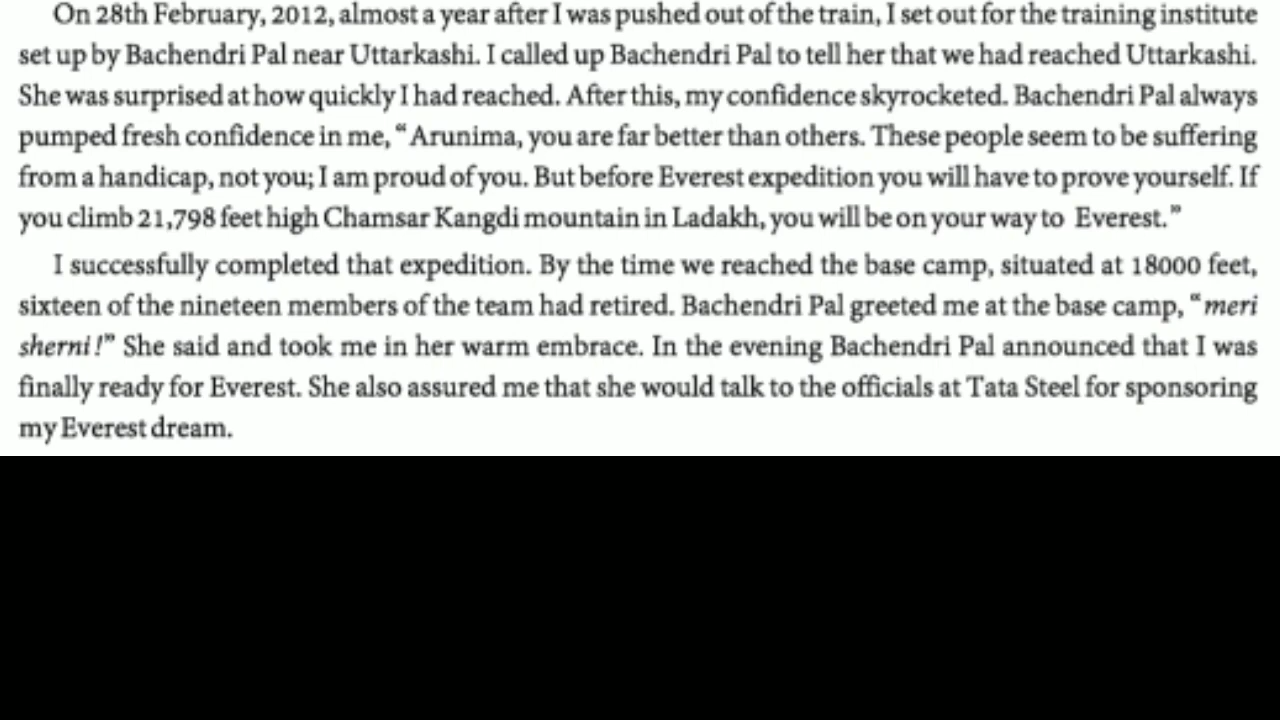 On 28th February, 2012, almost a year after I was pushed out of the train, I set out for the training institute
set up by Bachendri Pal near Uttarkashi. I called up Bachendri Pal to tell her that we had reached Uttarkashi.
She was surprised at how quickly I had reached. After this, my confidence skyrocketed. Bachendri Pal always
pumped fresh confidence in me, “Arunima, you are far better than others. These people seem to be suffering
from a handicap, not you; I am proud of you. But before Everest expedition you will have to prove yourself. If
you climb 21,798 feet high Chamsar Kangdi mountain in Ladakh, you will be on your way to Everest.”
I successfully completed that expedition. By the time we reached the base camp, situated at 18000 feet,
sixteen of the nineteen members of the team had retired. Bachendri Pal greeted me at the base camp, “meri
sherni!” She said and took me in her warm embrace. In the evening Bachendri Pal announced that I was
finally ready for Everest. She also assured me that she would talk to the officials at Tata Steel for sponsoring
my Everest dream.